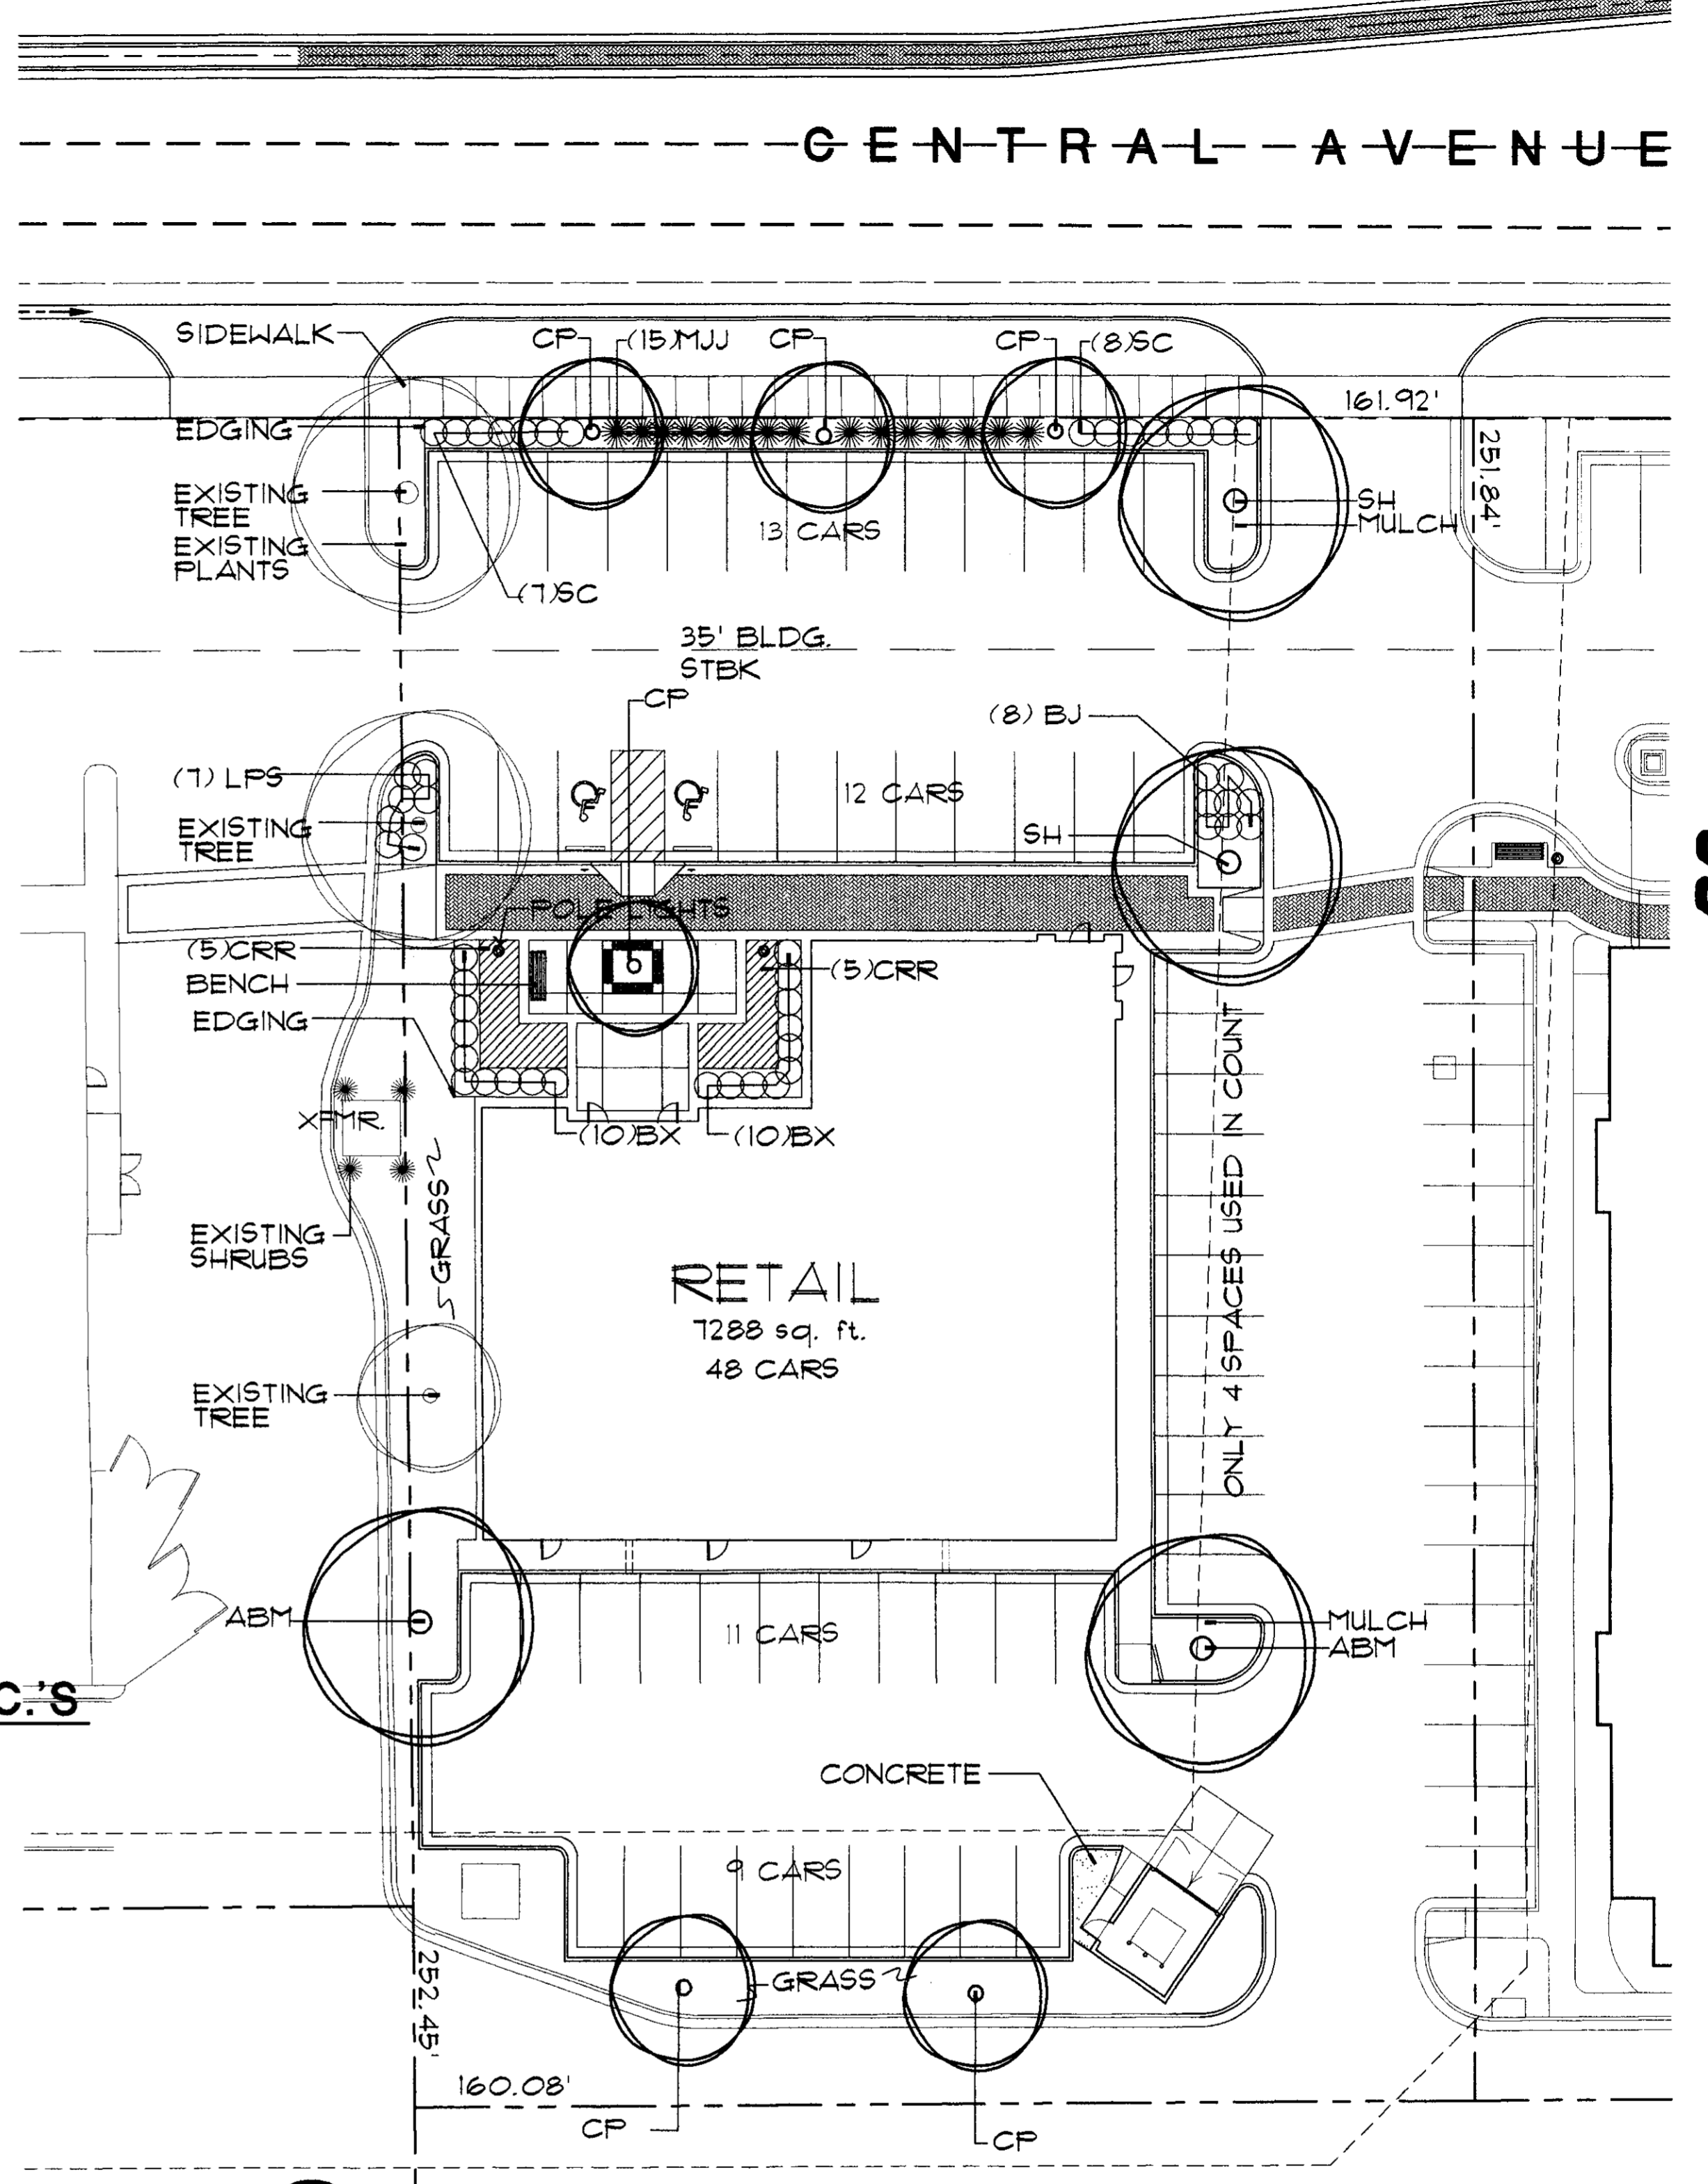 CENTRAL AVENUE
SIDEWALK
CP
(15)MJJ
CP
CP
(8)SC
161.92'
EDGING
251.84'
EXISTING
TREE
SH
MULCH
EXISTING
PLANTS
13 CARS
(7)SC
35' BLDG.
STBK
CP
(8) BJ
(7) LPS
12 CARS
EXISTING
TREE
SH
POLE LIGHTS
(5)CRR
(5)CRR
BENCH
EDGING
XFMR.
(10)BX
(10)BX
GRASS
ONLY 4 SPACES USED IN COUNT
EXISTING
SHRUBS
RETAIL
7288 sq. ft.
48 CARS
EXISTING
TREE
ABM
11 CARS
MULCH
ABM
C.'S
CONCRETE
9 CARS
GRASS
252.45'
160.08'
CP
CP